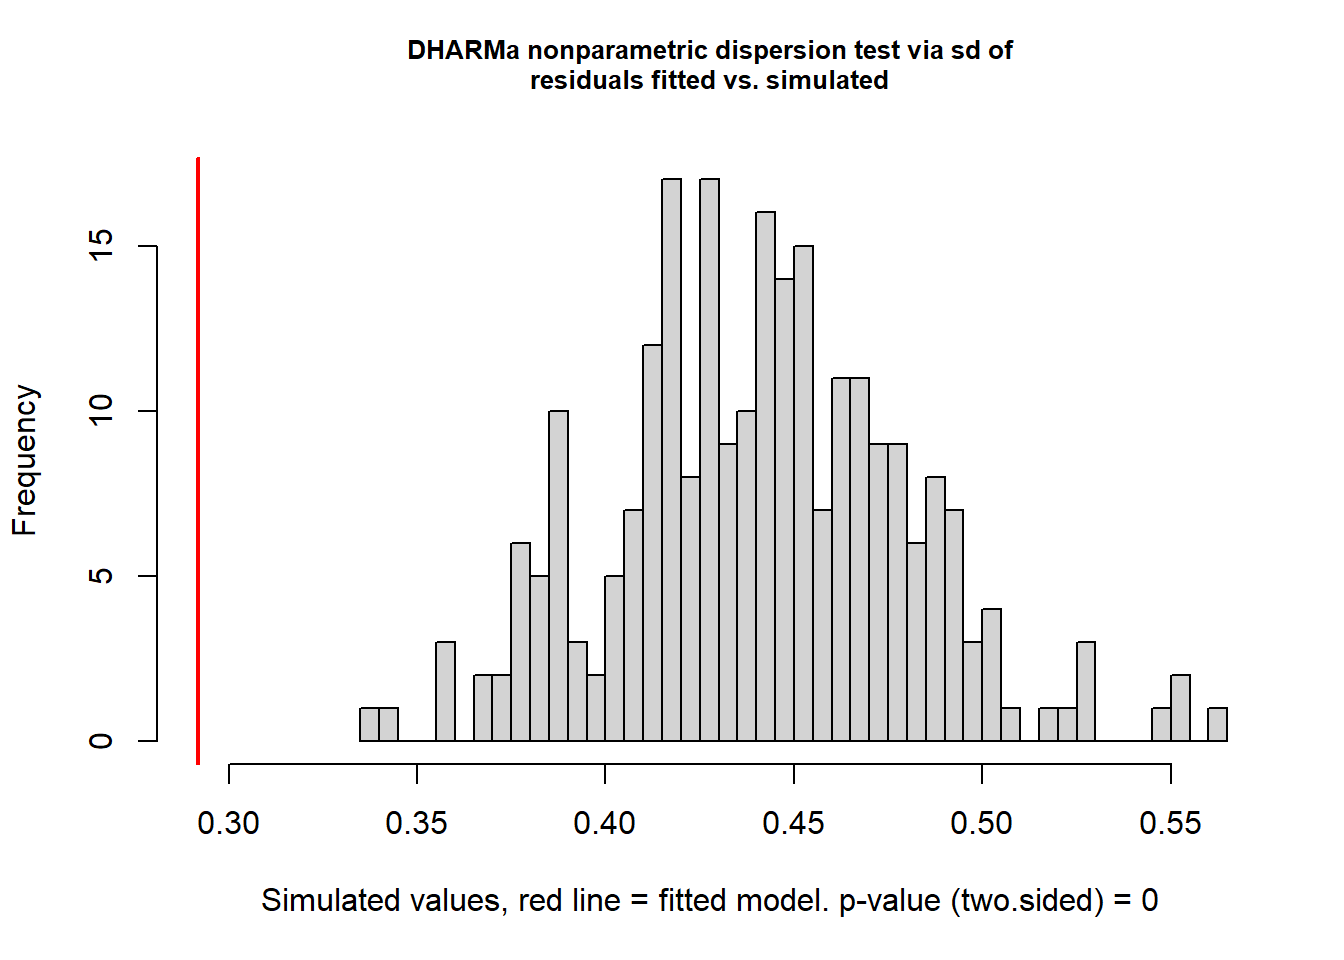 DHARMa nonparametric dispersion test via sd of
residuals fitted vs. simulated
Frequency
15
10
5
0
0.30 0.35 0.40 0.45 0.50 0.55
Simulated values, red line = fitted model. p-value (two.sided) = 0